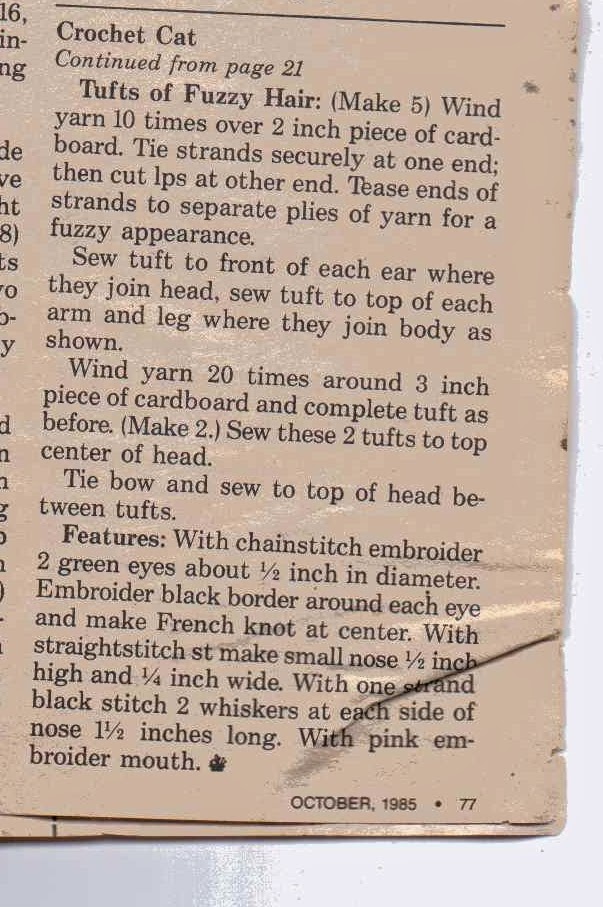 16,
in-
ng
de
ve
ht
8)
ts
vo
o-
y
d
n
n
g
o
n
)
-
Crochet Cat
Continued from page 21
Tufts of Fuzzy Hair: (Make 5) Wind
yarn 10 times over 2 inch piece of card-
board. Tie strands securely at one end;
then cut lps at other end. Tease ends of
strands to separate plies of yarn for a
fuzzy appearance.
Sew tuft to front of each ear where
they join head, sew tuft to top of each
arm and leg where they join body as
shown.
Wind yarn 20 times around 3 inch
piece of cardboard and complete tuft as
before. (Make 2.) Sew these 2 tufts to top
center of head.
Tie bow and sew to top of head be-
tween tufts.
Features: With chainstitch embroider
2 green eyes about ½ inch in diameter.
Embroider black border around each eye
and make French knot at center. With
straightstitch st make small nose ½ inch
high and ¼ inch wide. With one strand
black stitch 2 whiskers at each side of
nose 1½ inches long. With pink em-
broider mouth.
OCTOBER, 1985 • 77